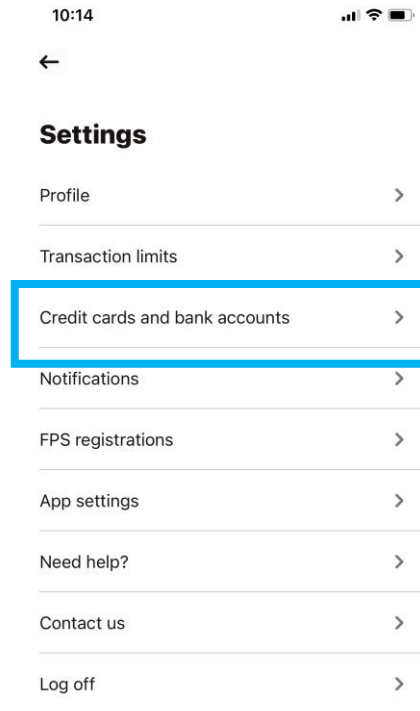 10:14
Settings
Profile
Transaction limits
Credit cards and bank accounts
Notifications
FPS registrations
App settings
Need help?
Contact us
Log off